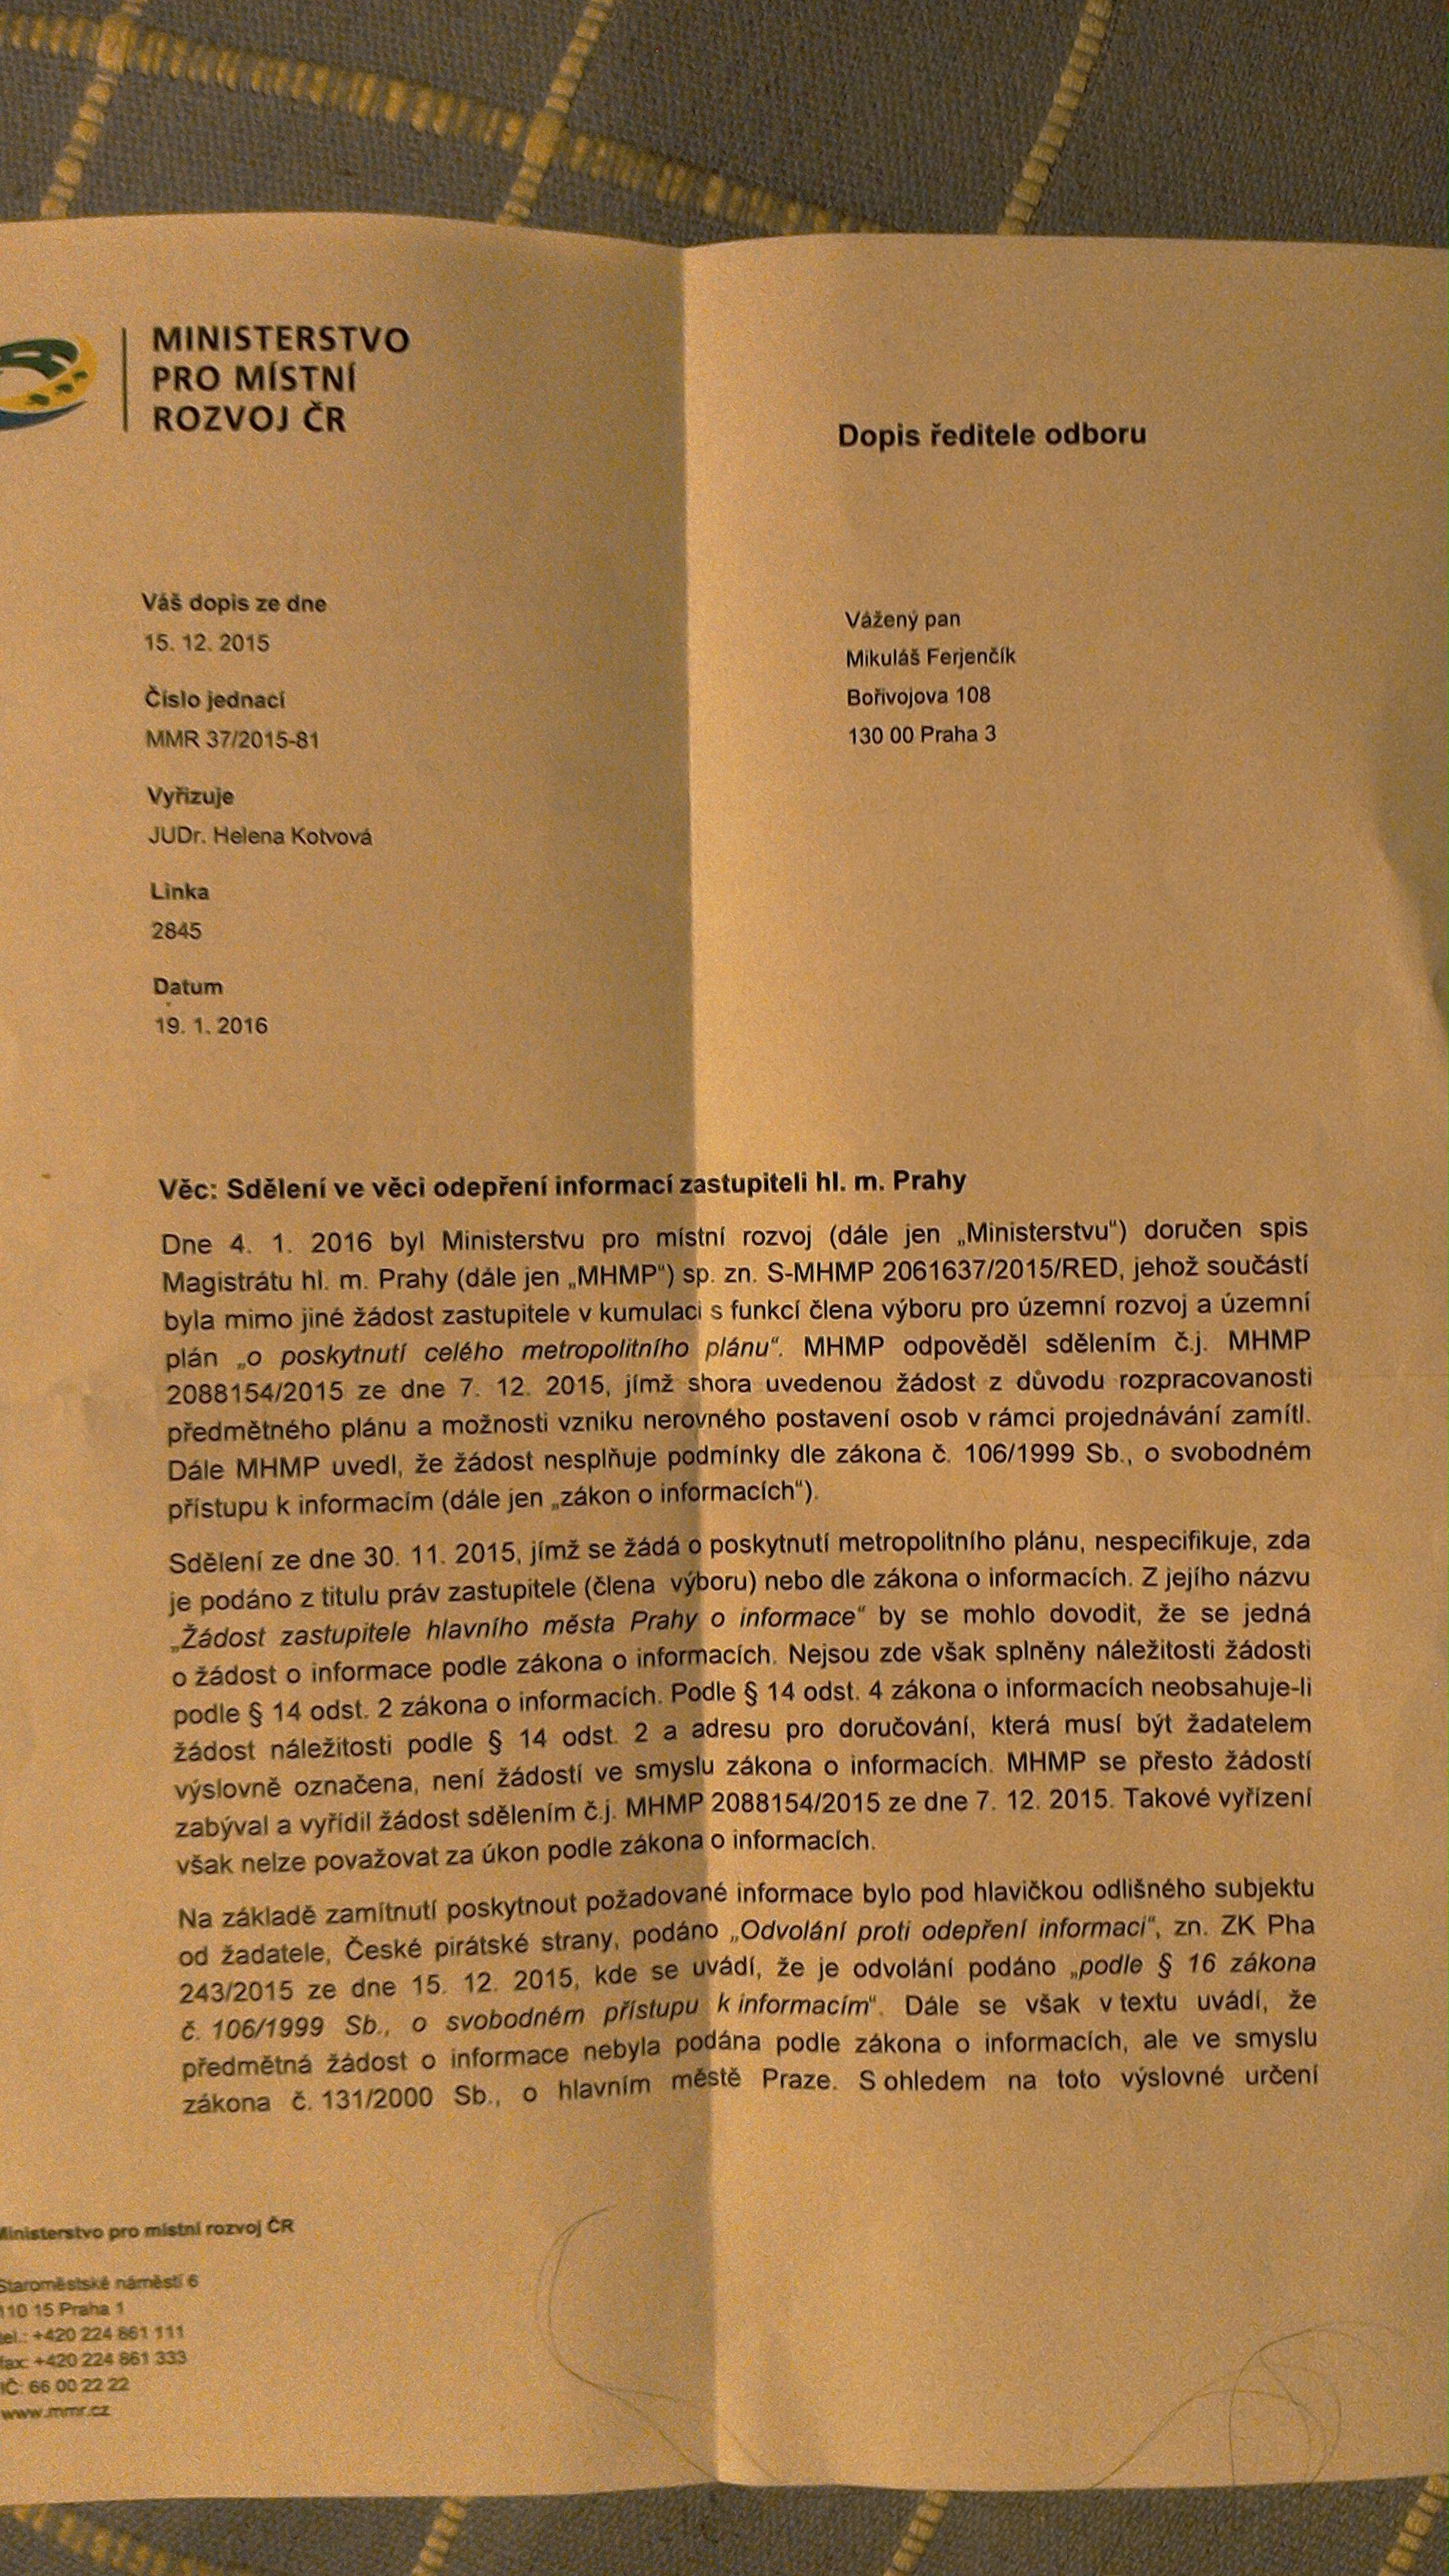 MINISTERSTVO
PRO MÍSTNÍ
ROZVOJ ČR
Dopis ředitele odboru
Váš dopis ze dne
15. 12. 2015
Číslo jednací
MMR 37/2015-81
Vyřizuje
JUDr. Helena Kotvová
Linka
2845
Datum
19. 1. 2016
Vážený pan
Mikuláš Ferjenčík
Bořivojova 108
130 00 Praha 3
Věc: Sdělení ve věci odepření informací zastupiteli hl. m. Prahy
Dne 4. 1. 2016 byl Ministerstvu pro místní rozvoj (dále jen „Ministerstvu“) doručen spis
Magistrátu hl. m. Prahy (dále jen „MHMP“) sp. zn. S-MHMP 2061637/2015/RED, jehož součástí
byla mimo jiné žádost zastupitele v kumulaci s funkcí člena výboru pro územní rozvoj a územní
plán „o poskytnutí celého metropolitního plánu“. MHMP odpověděl sdělením č.j. MHMP
2088154/2015 ze dne 7. 12. 2015, jímž shora uvedenou žádost z důvodu rozpracovanosti
předmětného plánu a možnosti vzniku nerovného postavení osob v rámci projednávání zamítl.
Dále MHMP uvedl, že žádost nesplňuje podmínky dle zákona č. 106/1999 Sb., o svobodném
přístupu k informacím (dále jen „zákon o informacích“).
Sdělení ze dne 30. 11. 2015, jímž se žádá o poskytnutí metropolitního plánu, nespecifikuje, zda
je podáno z titulu práv zastupitele (člena výboru) nebo dle zákona o informacích. Z jejího názvu
„Žádost zastupitele hlavního města Prahy o informace“ by se mohlo dovodit, že se jedná
o žádost o informace podle zákona o informacích. Nejsou zde však splněny náležitosti žádosti
podle § 14 odst. 2 zákona o informacích. Podle § 14 odst. 4 zákona o informacích neobsahuje-li
žádost náležitosti podle § 14 odst. 2 a adresu pro doručování, která musí být žadatelem
výslovně označena, není žádostí ve smyslu zákona o informacích. MHMP se přesto žádostí
zabýval a vyřídil žádost sdělením č.j. MHMP 2088154/2015 ze dne 7. 12. 2015. Takové vyřízení
však nelze považovat za úkon podle zákona o informacích.
Na základě zamítnutí poskytnout požadované informace bylo pod hlavičkou odlišného subjektu
od žadatele, České pirátské strany, podáno „Odvolání proti odepření informací“, zn. ZK Pha
243/2015 ze dne 15. 12. 2015, kde se uvádí, že je odvolání podáno „podle § 16 zákona
č. 106/1999 Sb., o svobodném přístupu k informacím“. Dále se však v textu uvádí, že
předmětná žádost o informace nebyla podána podle zákona o informacích, ale ve smyslu
zákona č. 131/2000 Sb., o hlavním městě Praze. S ohledem na toto výslovné určení
Ministerstvo pro místní rozvoj ČR
Staroměstské náměstí 6
110 15 Praha 1
tel.: +420 224 861 111
fax: +420 224 861 333
IČ: 66 00 22 22
www.mmr.cz